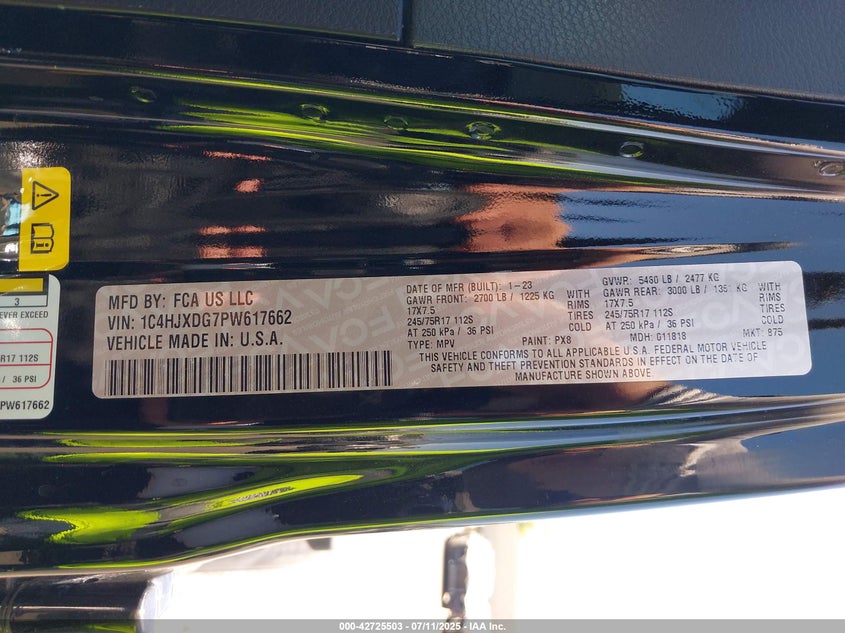 3
EVER EXCEED
5R17 112S
/ 36 PSI
PW617662
MFD BY: FCA US LLC
VIN: 1C4HJXDG7PW617662
VEHICLE MADE IN: U.S.A.
DATE OF MFR (BUILT): 1-23
GAWR FRONT: 2700 LB / 1225 KG WITH
17X7.5 RIMS
245/75R17 112S TIRES
AT 250 kPa / 36 PSI WITH
TYPE: MPV PAINT: PX8
GVWR: 5460 LB / 2477 KG
GAWR REAR: 3000 LB / 1361 KG WITH
17X7.5 RIMS
245/75R17 112S TIRES
AT 250 kPa / 36 PSI
MDH: 011818 MKT: 975
THIS VEHICLE CONFORMS TO ALL APPLICABLE U.S.A. FEDERAL MOTOR VEHICLE
SAFETY AND THEFT PREVENTION STANDARDS IN EFFECT ON THE DATE OF
MANUFACTURE SHOWN ABOVE.
000-42725503 - 07/11/2025 - IAA Inc.